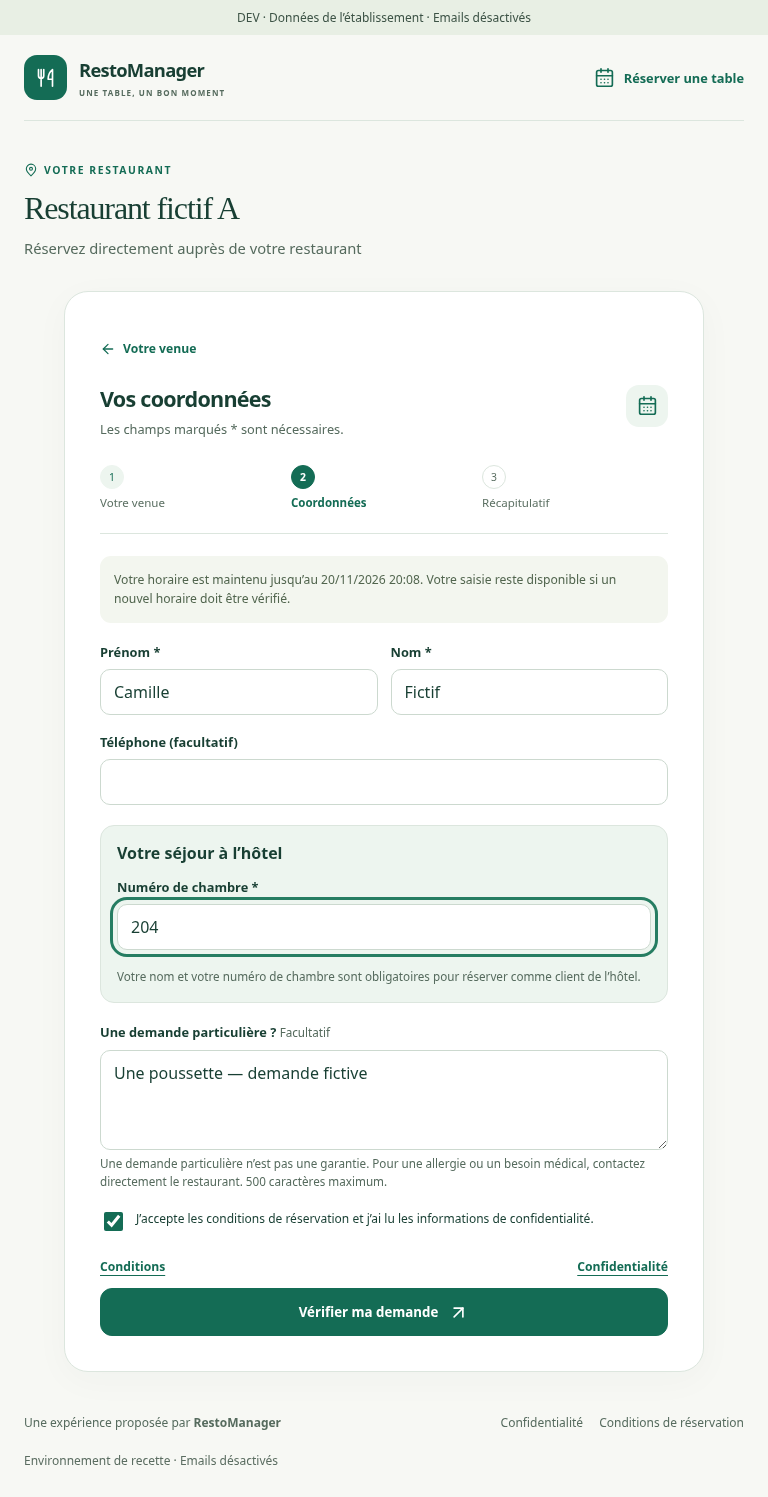 DEV · Données de l’établissement · Emails désactivés
RestoManager
UNE TABLE, UN BON MOMENT
Réserver une table
VOTRE RESTAURANT
Restaurant fictif A
Réservez directement auprès de votre restaurant
Votre venue
Vos coordonnées
Les champs marqués * sont nécessaires.
1
2
3
Votre venue
Coordonnées
Récapitulatif
Votre horaire est maintenu jusqu’au 20/11/2026 20:08. Votre saisie reste disponible si un
nouvel horaire doit être vérifié.
Prénom *
Nom *
Camille
Fictif
Téléphone (facultatif)
Votre séjour à l’hôtel
Numéro de chambre *
204
Votre nom et votre numéro de chambre sont obligatoires pour réserver comme client de l’hôtel.
Une demande particulière ? Facultatif
Une poussette — demande fictive
Une demande particulière n’est pas une garantie. Pour une allergie ou un besoin médical, contactez
directement le restaurant. 500 caractères maximum.
J’accepte les conditions de réservation et j’ai lu les informations de confidentialité.
Conditions
Confidentialité
Vérifier ma demande
Une expérience proposée par RestoManager
Confidentialité
Conditions de réservation
Environnement de recette · Emails désactivés